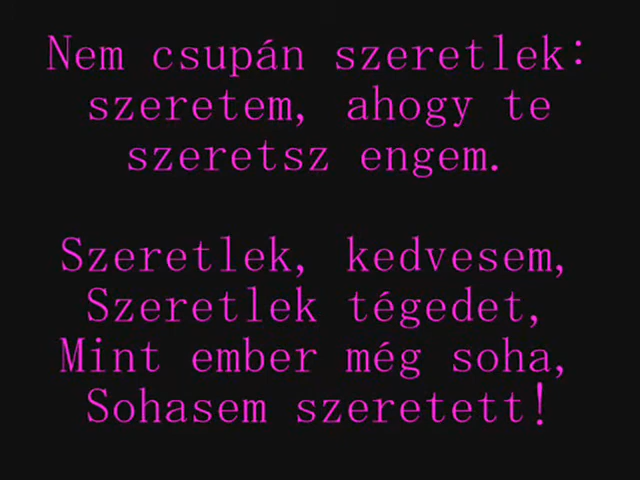 Nem csupán szeretlek:
szeretem, ahogy te
szeretsz engem.
Szeretlek, kedvesem,
Szeretlek tégedet,
Mint ember még soha,
Sohasem szeretett!